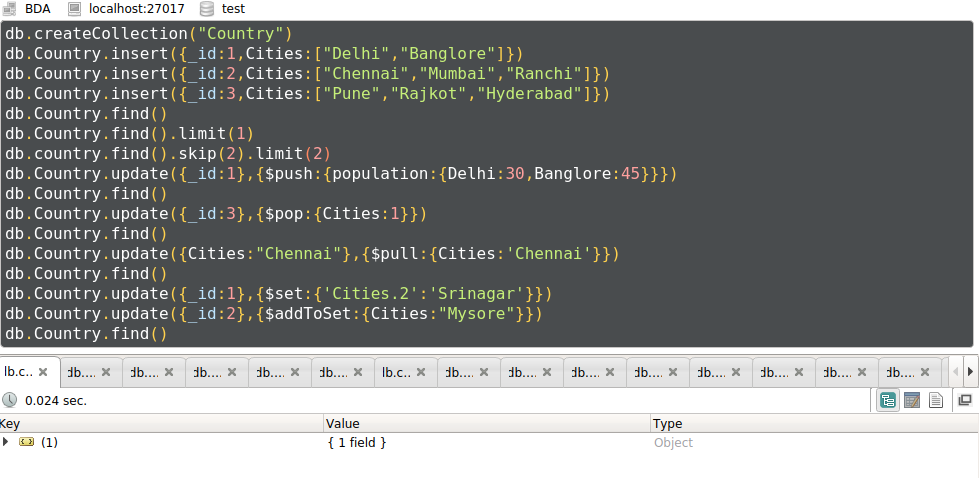 BDA localhost:27017 test
db.createCollection("Country")
db.Country.insert({_id:1,Cities:["Delhi","Banglore"]})
db.Country.insert({_id:2,Cities:["Chennai","Mumbai","Ranchi"]})
db.Country.insert({_id:3,Cities:["Pune","Rajkot","Hyderabad"]})
db.Country.find()
db.Country.find().limit(1)
db.country.find().skip(2).limit(2)
db.Country.update({_id:1},{$push:{population:{Delhi:30,Banglore:45}}})
db.Country.find()
db.Country.update({_id:3},{$pop:{Cities:1}})
db.Country.find()
db.Country.update({Cities:"Chennai"},{$pull:{Cities:'Chennai'}})
db.Country.find()
db.Country.update({_id:1},{$set:{'Cities.2':'Srinagar'}})
db.Country.update({_id:2},{$addToSet:{Cities:"Mysore"}})
db.Country.find()
lb.c.. db.... db.... db.... db.... db.... lb.c.. db.... db.... db.... db.... db.... db.... db.... db....
0.024 sec.
Key Value Type
(1) { 1 field } Object